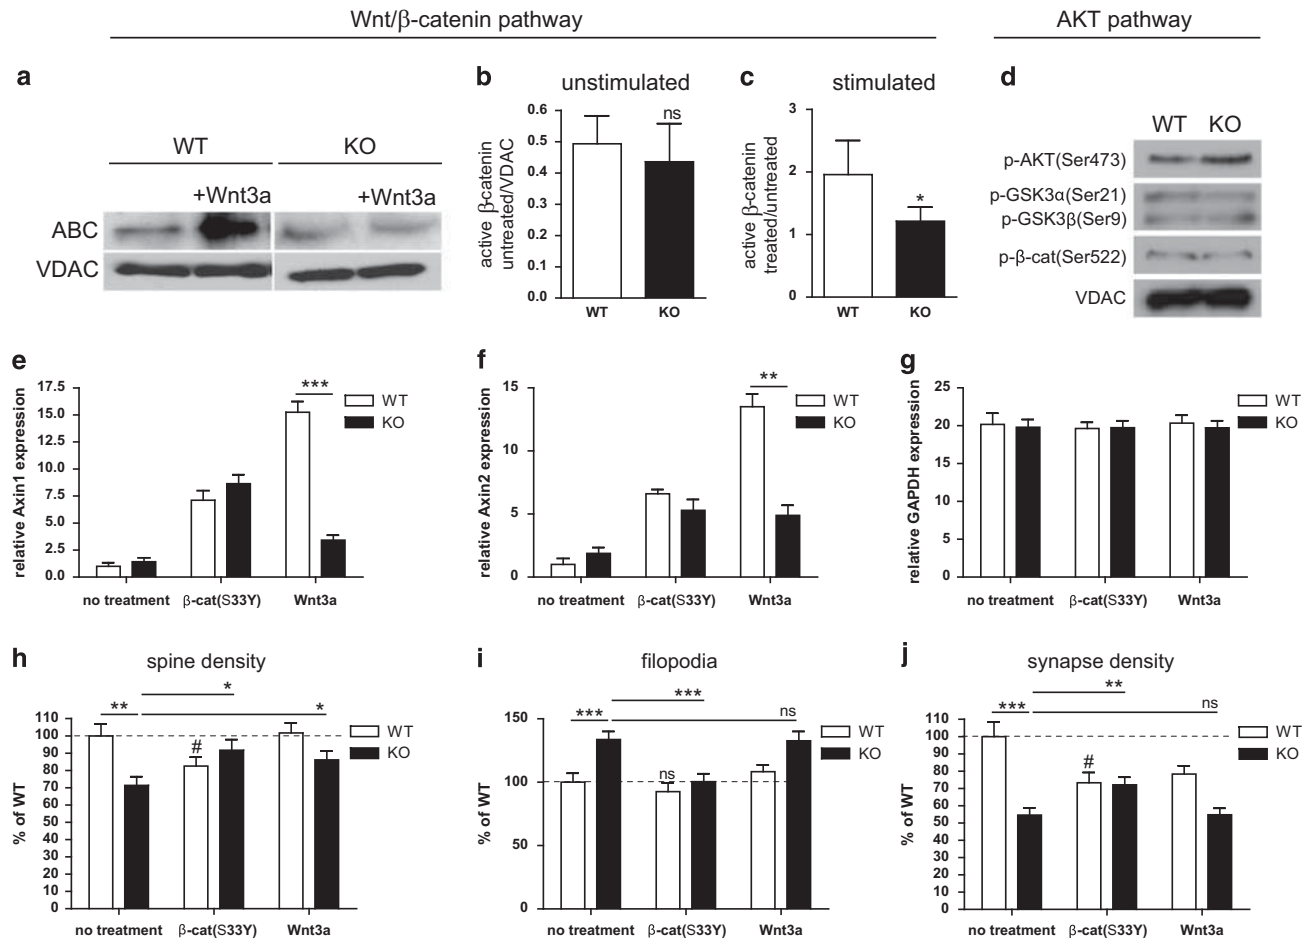 Wnt/β-catenin pathway
AKT pathway
a
WT
KO
+Wnt3a
+Wnt3a
ABC
VDAC
b
unstimulated
active β-catenin
untreated/VDAC
0.6
0.5
0.4
0.3
0.2
0.1
0.0
ns
WT
KO
c
stimulated
active β-catenin
treated/untreated
3
2
1
0
*
WT
KO
d
WT KO
p-AKT(Ser473)
p-GSK3α(Ser21)
p-GSK3β(Ser9)
p-β-cat(Ser522)
VDAC
e
relative Axin1 expression
17.5
15.0
12.5
10.0
7.5
5.0
2.5
0.0
***
WT
KO
no treatment
β-cat(S33Y)
Wnt3a
f
relative Axin2 expression
15
10
5
0
**
WT
KO
no treatment
β-cat(S33Y)
Wnt3a
g
relative GAPDH expression
25
20
15
10
5
0
WT
KO
no treatment
β-cat(S33Y)
Wnt3a
h
spine density
% of WT
110
100
90
80
70
60
50
40
30
20
10
0
**
*
*
#
WT
KO
no treatment
β-cat(S33Y)
Wnt3a
i
filopodia
% of WT
150
100
50
0
***
***
ns
ns
WT
KO
no treatment
β-cat(S33Y)
Wnt3a
j
synapse density
% of WT
110
100
90
80
70
60
50
40
30
20
10
0
***
**
ns
#
WT
KO
no treatment
β-cat(S33Y)
Wnt3a